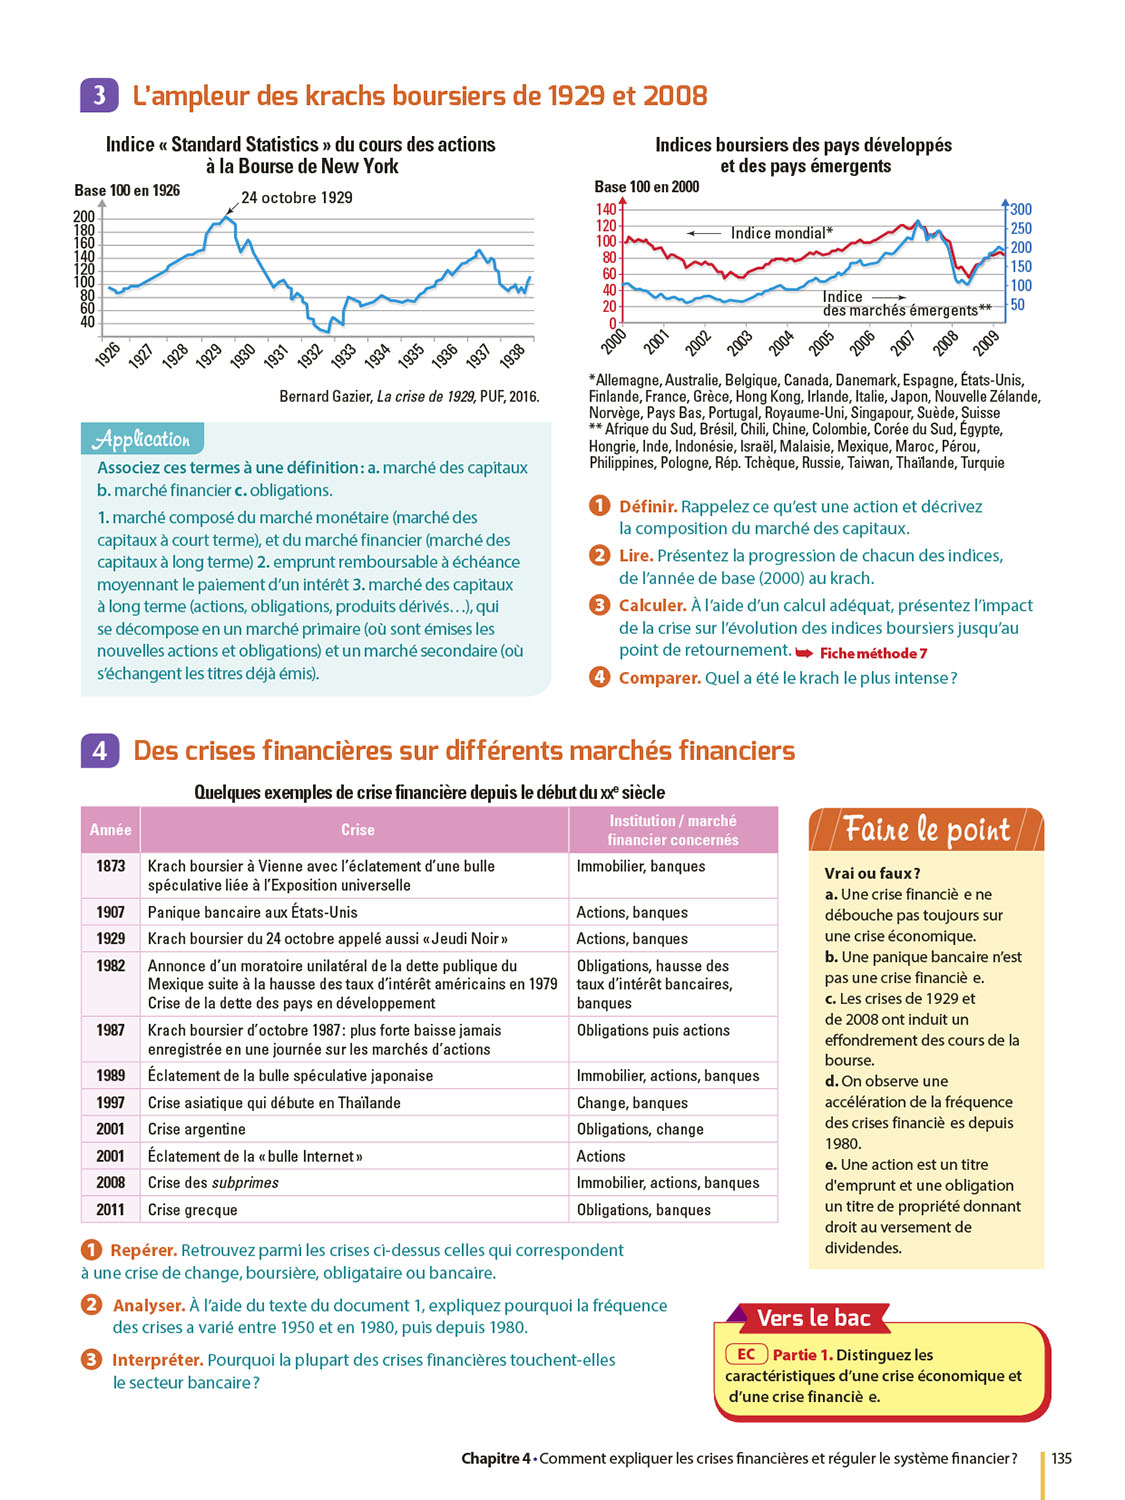 3 L'ampleur des krachs boursiers de 1929 et 2008
Indice « Standard Statistics » du cours des actions
à la Bourse de New York
Base 100 en 1926
24 octobre 1929
200
180
160
140
120
100
80
60
40
1926 1927 1928 1929 1930 1931 1932 1933 1934 1935 1936 1937 1938
Bernard Gazier, La crise de 1929, PUF, 2016.
Application
Associez ces termes à une définition : a. marché des capitaux
b. marché financier c. obligations.
1. marché composé du marché monétaire (marché des
capitaux à court terme), et du marché financier (marché des
capitaux à long terme) 2. emprunt remboursable à échéance
moyennant le paiement d'un intérêt 3. marché des capitaux
à long terme (actions, obligations, produits dérivés…), qui
se décompose en un marché primaire (où sont émises les
nouvelles actions et obligations) et un marché secondaire (où
s'échangent les titres déjà émis).
Indices boursiers des pays développés
et des pays émergents
Base 100 en 2000
140
120
100
80
60
40
20
0
300
250
200
150
100
50
Indice mondial*
Indice
des marchés émergents**
2000 2001 2002 2003 2004 2005 2006 2007 2008 2009
*Allemagne, Australie, Belgique, Canada, Danemark, Espagne, États-Unis,
Finlande, France, Grèce, Hong Kong, Irlande, Italie, Japon, Nouvelle Zélande,
Norvège, Pays Bas, Portugal, Royaume-Uni, Singapour, Suède, Suisse
** Afrique du Sud, Brésil, Chili, Chine, Colombie, Corée du Sud, Égypte,
Hongrie, Inde, Indonésie, Israël, Malaisie, Mexique, Maroc, Pérou,
Philippines, Pologne, Rép. Tchèque, Russie, Taiwan, Thaïlande, Turquie
1 Définir. Rappelez ce qu'est une action et décrivez
la composition du marché des capitaux.
2 Lire. Présentez la progression de chacun des indices,
de l'année de base (2000) au krach.
3 Calculer. À l'aide d'un calcul adéquat, présentez l'impact
de la crise sur l'évolution des indices boursiers jusqu'au
point de retournement. ➥ Fiche méthode 7
4 Comparer. Quel a été le krach le plus intense ?
4 Des crises financières sur différents marchés financiers
Quelques exemples de crise financière depuis le début du XXe siècle
Année Crise Institution / marché
financier concernés
1873 Krach boursier à Vienne avec l'éclatement d'une bulle Immobilier, banques
spéculative liée à l'Exposition universelle
1907 Panique bancaire aux États-Unis Actions, banques
1929 Krach boursier du 24 octobre appelé aussi « Jeudi Noir » Actions, banques
1982 Annonce d'un moratoire unilatéral de la dette publique du Obligations, hausse des
Mexique suite à la hausse des taux d'intérêt américains en 1979 taux d'intérêt bancaires,
Crise de la dette des pays en développement banques
1987 Krach boursier d'octobre 1987 : plus forte baisse jamais Obligations puis actions
enregistrée en une journée sur les marchés d'actions
1989 Éclatement de la bulle spéculative japonaise Immobilier, actions, banques
1997 Crise asiatique qui débute en Thaïlande Change, banques
2001 Crise argentine Obligations, change
2001 Éclatement de la « bulle Internet » Actions
2008 Crise des subprimes Immobilier, actions, banques
2011 Crise grecque Obligations, banques
1 Repérer. Retrouvez parmi les crises ci-dessus celles qui correspondent
à une crise de change, boursière, obligataire ou bancaire.
2 Analyser. À l'aide du texte du document 1, expliquez pourquoi la fréquence
des crises a varié entre 1950 et en 1980, puis depuis 1980.
3 Interpréter. Pourquoi la plupart des crises financières touchent-elles
le secteur bancaire ?
Faire le point
Vrai ou faux ?
a. Une crise financiè e ne
débouche pas toujours sur
une crise économique.
b. Une panique bancaire n'est
pas une crise financiè e.
c. Les crises de 1929 et
de 2008 ont induit un
effondrement des cours de la
bourse.
d. On observe une
accélération de la fréquence
des crises financiè es depuis
1980.
e. Une action est un titre
d'emprunt et une obligation
un titre de propriété donnant
droit au versement de
dividendes.
Vers le bac
EC Partie 1. Distinguez les
caractéristiques d'une crise économique et
d'une crise financiè e.
Chapitre 4 • Comment expliquer les crises financières et réguler le système financier ? 135